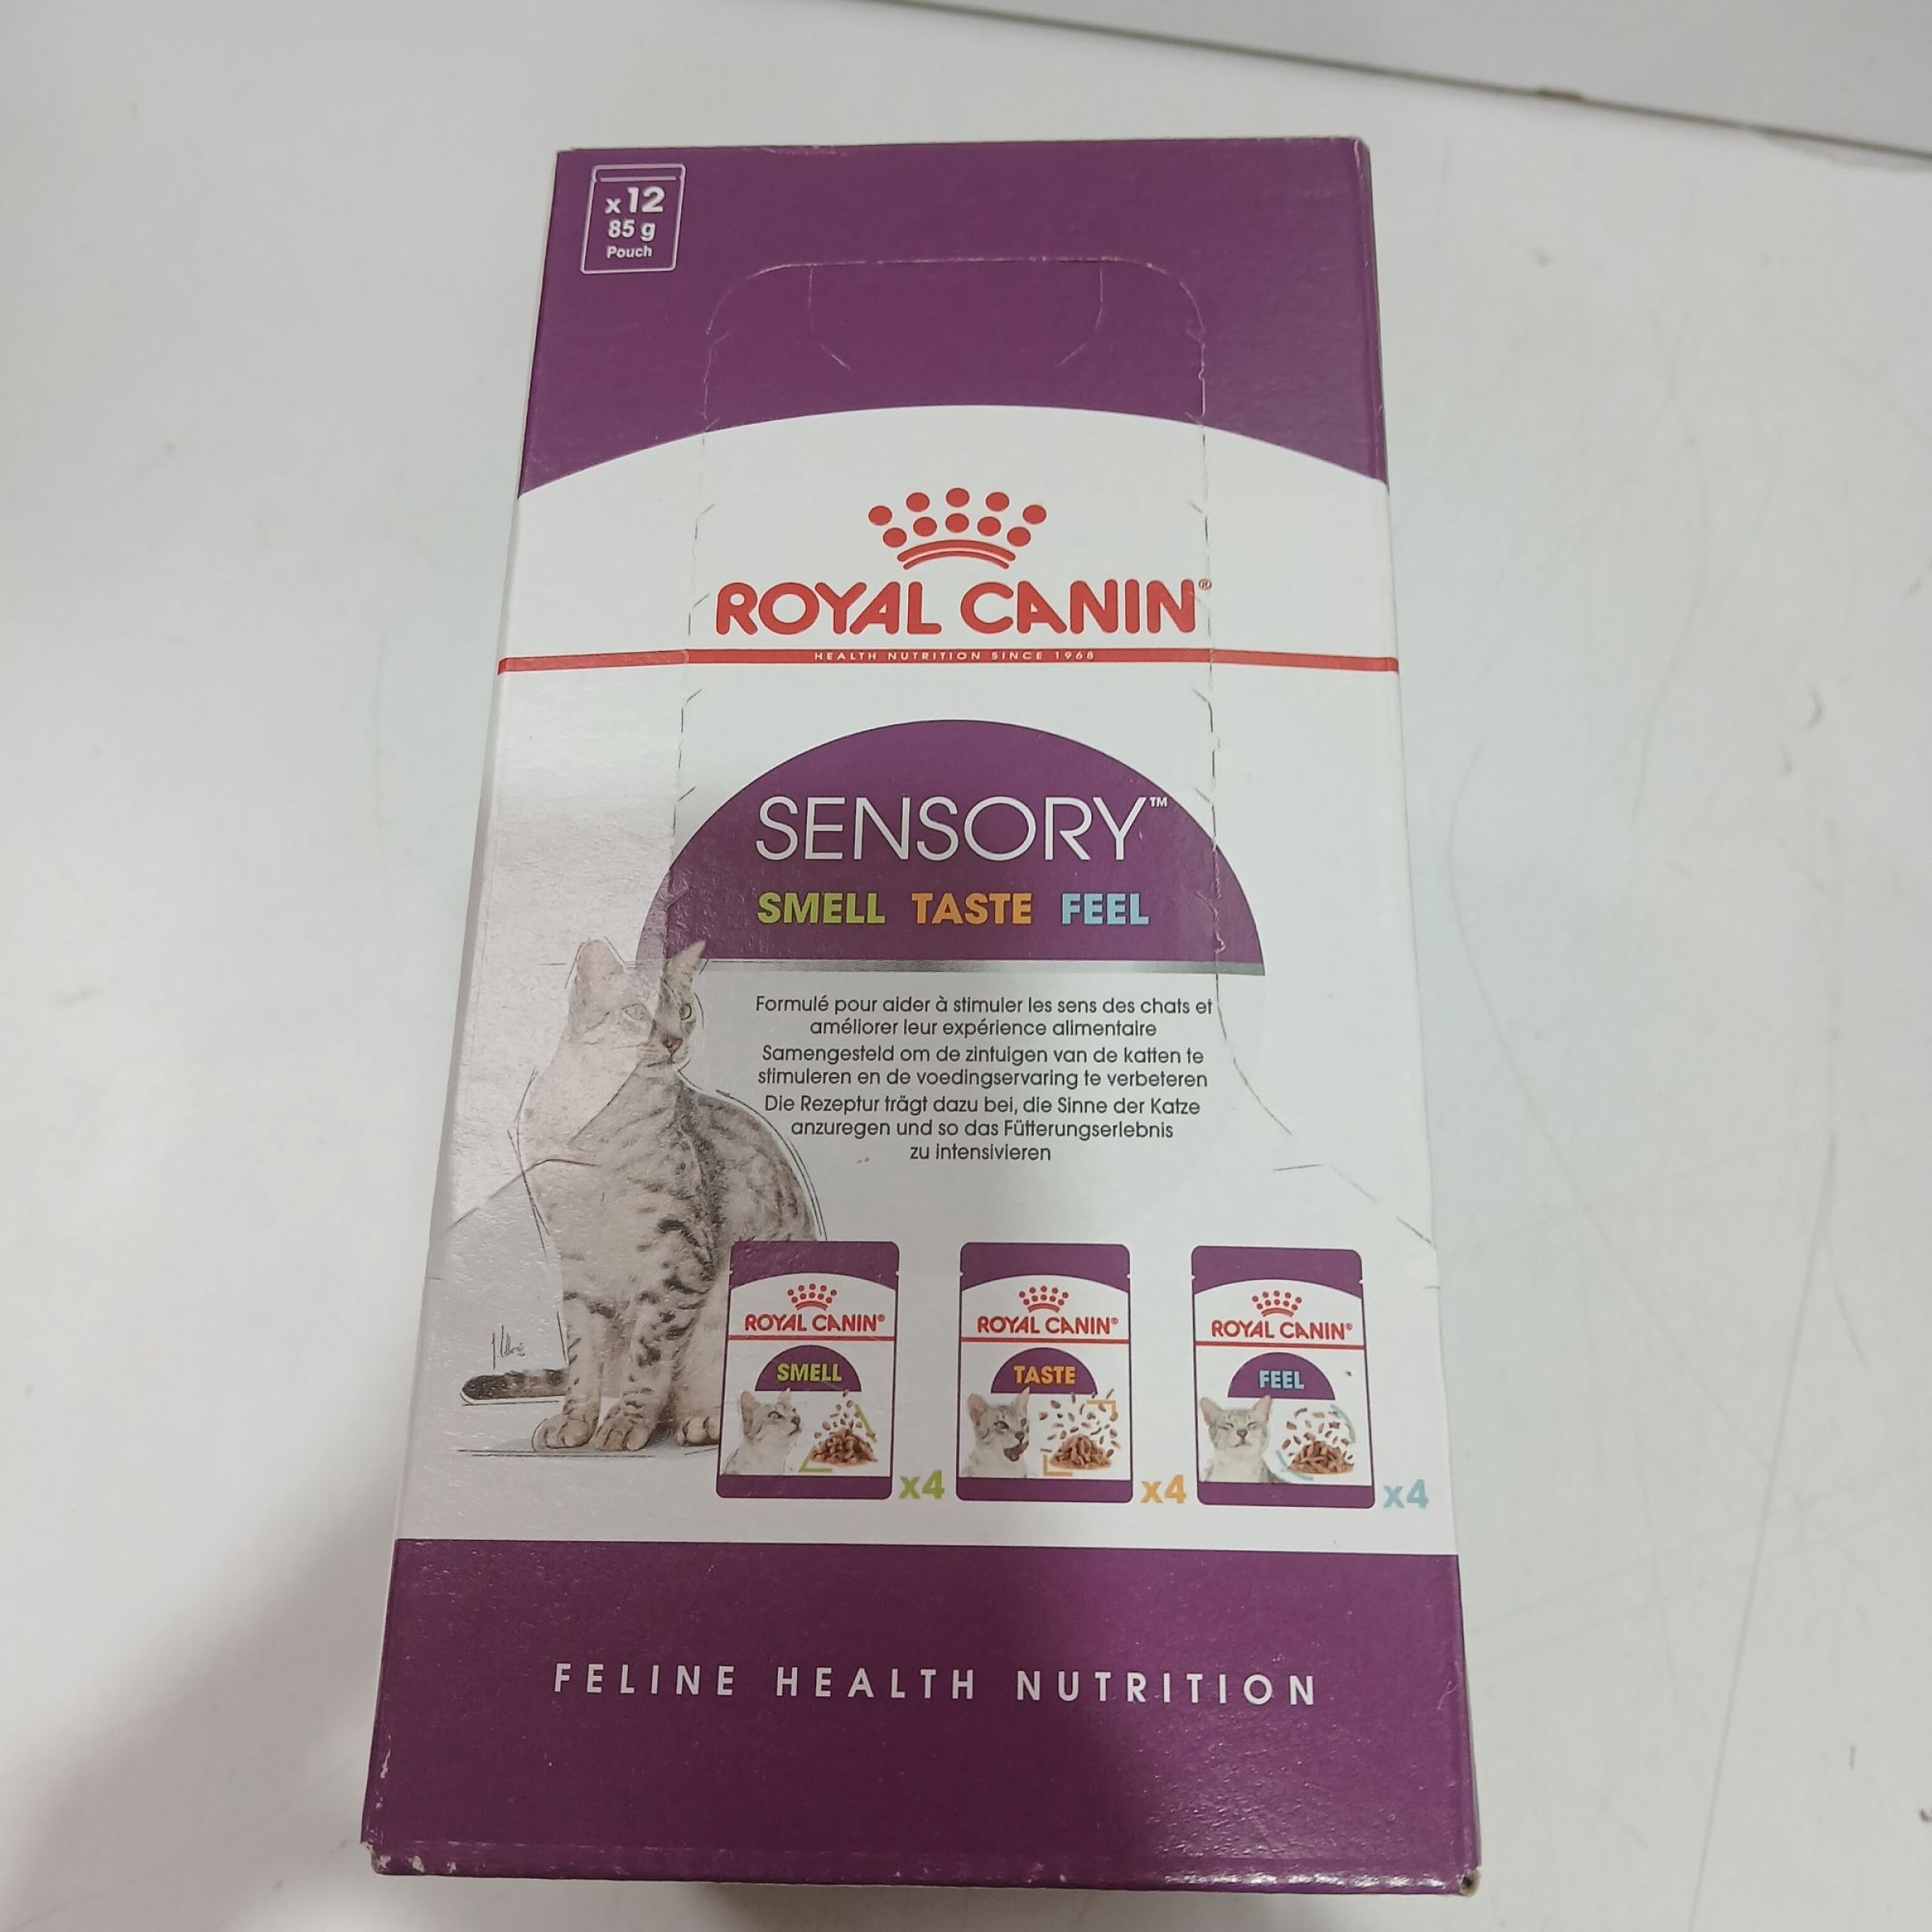 x12
85 g
Pouch
ROYAL CANIN®
HEALTH NUTRITION SINCE 1968
SENSORY™
SMELL TASTE FEEL
Formulé pour aider à stimuler les sens des chats et
améliorer leur expérience alimentaire
Samengesteld om de zintuigen van de katten te
stimuleren en de voedingservaring te verbeteren
Die Rezeptur trägt dazu bei, die Sinne der Katze
anzuregen und so das Fütterungserlebnis
zu intensivieren
ROYAL CANIN®
SMELL
x4
ROYAL CANIN®
TASTE
x4
ROYAL CANIN®
FEEL
x4
FELINE HEALTH NUTRITION